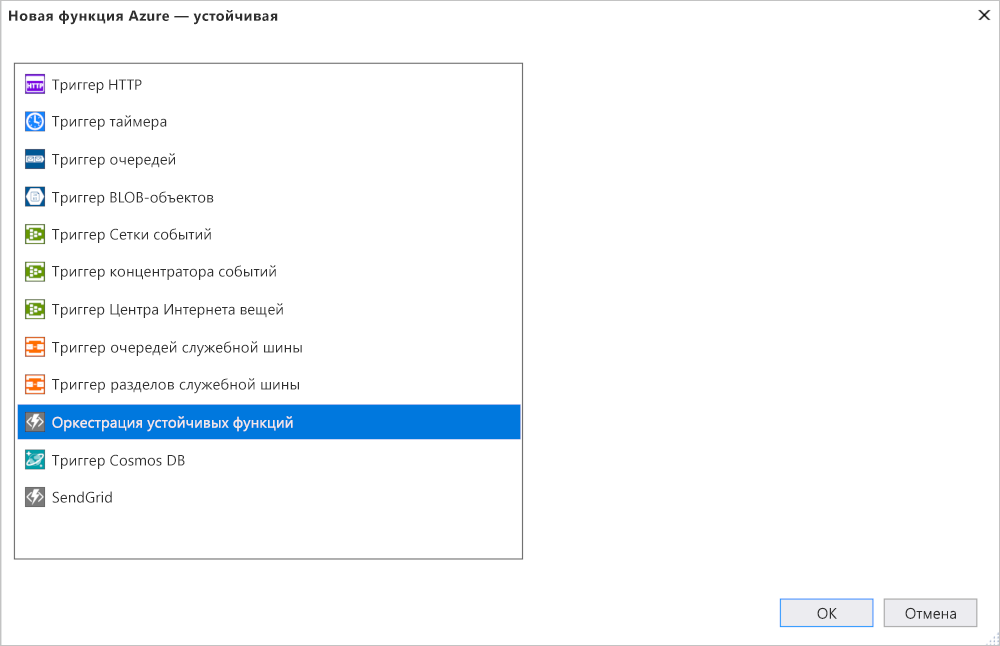 Новая функция Azure — устойчивая
HTTP Триггер HTTP
Триггер таймера
Триггер очередей
Триггер BLOB-объектов
Триггер Сетки событий
Триггер концентратора событий
Триггер Центра Интернета вещей
Триггер очередей служебной шины
Триггер разделов служебной шины
Оркестрация устойчивых функций
Триггер Cosmos DB
SendGrid
ОК Отмена